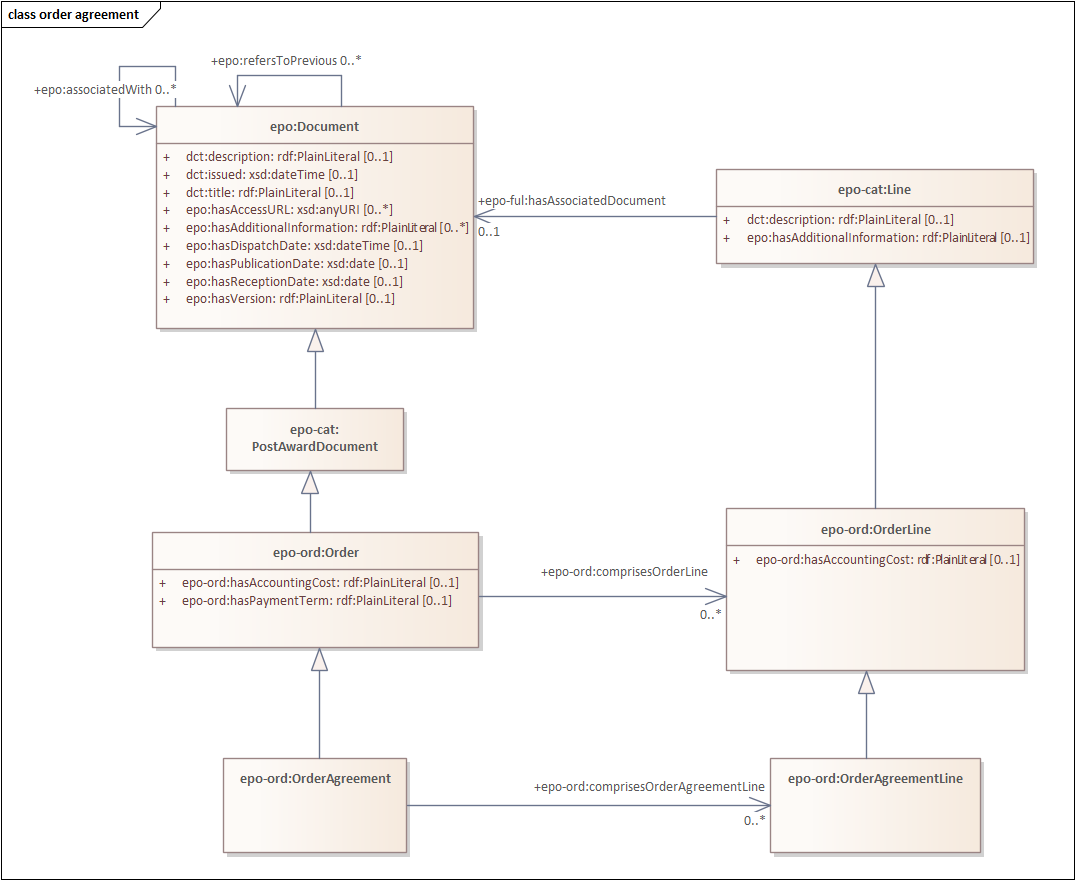 class order agreement
+epo:refersToPrevious 0..*
+epo:associatedWith 0..*
epo:Document
+ dct:description: rdf:PlainLiteral [0..1]
+ dct:issued: xsd:dateTime [0..1]
+ dct:title: rdf:PlainLiteral [0..1]
+ epo:hasAccessURL: xsd:anyURI [0..*]
+ epo:hasAdditionalInformation: rdf:PlainLiteral [0..*]
+ epo:hasDispatchDate: xsd:dateTime [0..1]
+ epo:hasPublicationDate: xsd:date [0..1]
+ epo:hasReceptionDate: xsd:date [0..1]
+ epo:hasVersion: rdf:PlainLiteral [0..1]
+epo-ful:hasAssociatedDocument
0..1
epo-cat:Line
+ dct:description: rdf:PlainLiteral [0..1]
+ epo:hasAdditionalInformation: rdf:PlainLiteral [0..1]
epo-cat:
PostAwardDocument
epo-ord:Order
+ epo-ord:hasAccountingCost: rdf:PlainLiteral [0..1]
+ epo-ord:hasPaymentTerm: rdf:PlainLiteral [0..1]
+epo-ord:comprisesOrderLine
0..*
epo-ord:OrderLine
+ epo-ord:hasAccountingCost: rdf:PlainLiteral [0..1]
epo-ord:OrderAgreement
+epo-ord:comprisesOrderAgreementLine
0..*
epo-ord:OrderAgreementLine